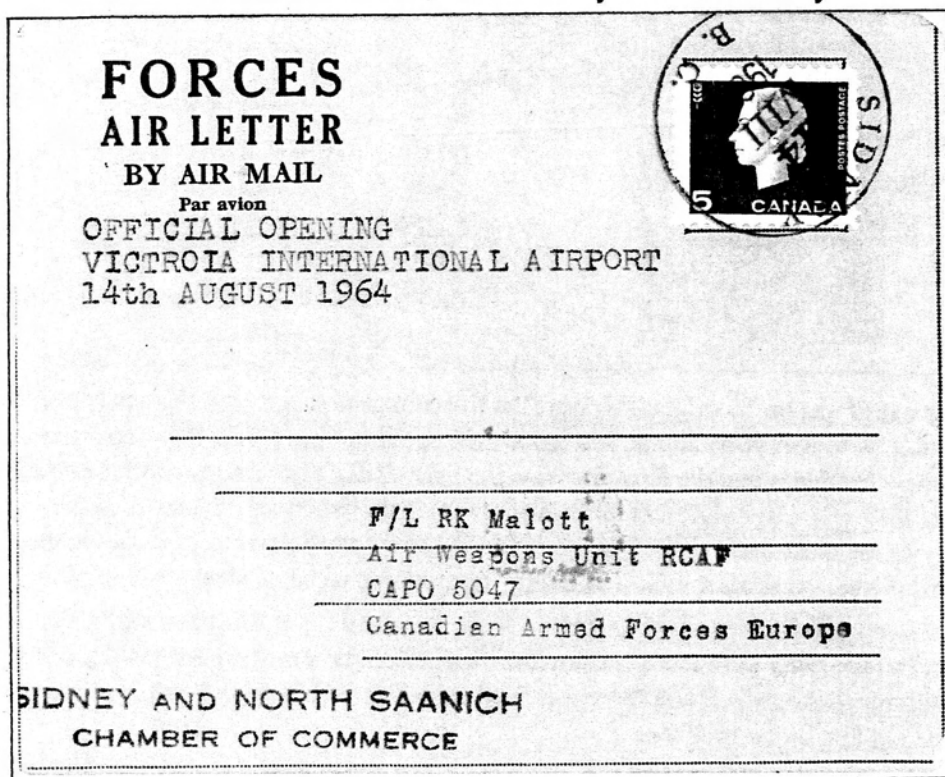 FORCES
AIR LETTER
BY AIR MAIL
Par avion
OFFICIAL OPENING
VICTROIA INTERNATIONAL AIRPORT
14th AUGUST 1964
SIDNEY B. C.
VIII
5 CANADA
POSTES POSTAGE
F/L RK Malott
Air Weapons Unit RCAF
CAPO 5047
Canadian Armed Forces Europe
SIDNEY AND NORTH SAANICH
CHAMBER OF COMMERCE